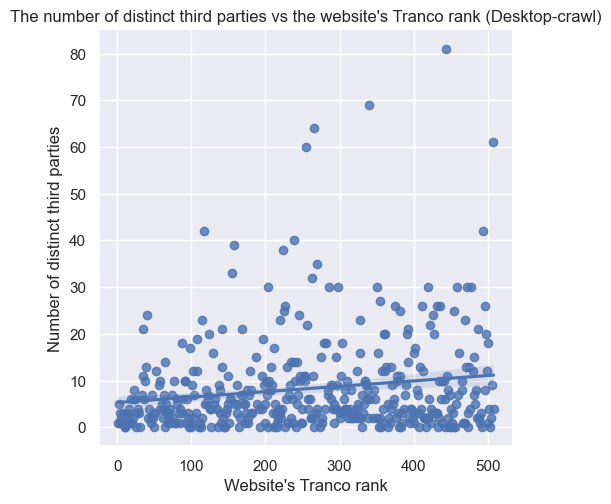 The number of distinct third parties vs the website's Tranco rank (Desktop-crawl)
80
70
60
50
40
30
20
10
0
Number of distinct third parties
0 100 200 300 400 500
Website's Tranco rank